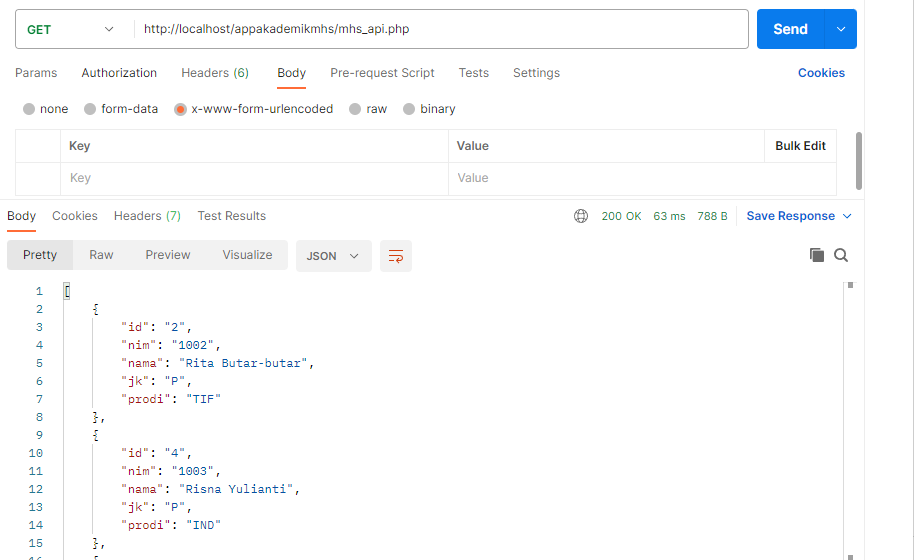 GET http://localhost/appakademikmhs/mhs_api.php Send
Params Authorization Headers (6) Body Pre-request Script Tests Settings Cookies
none form-data x-www-form-urlencoded raw binary
Key Value Bulk Edit
Key Value
Body Cookies Headers (7) Test Results 200 OK 63 ms 788 B Save Response
Pretty Raw Preview Visualize JSON
1 [
2 {
3 "id": "2",
4 "nim": "1002",
5 "nama": "Rita Butar-butar",
6 "jk": "P",
7 "prodi": "TIF"
8 },
9 {
10 "id": "4",
11 "nim": "1003",
12 "nama": "Risna Yulianti",
13 "jk": "P",
14 "prodi": "IND"
15 },
16 {